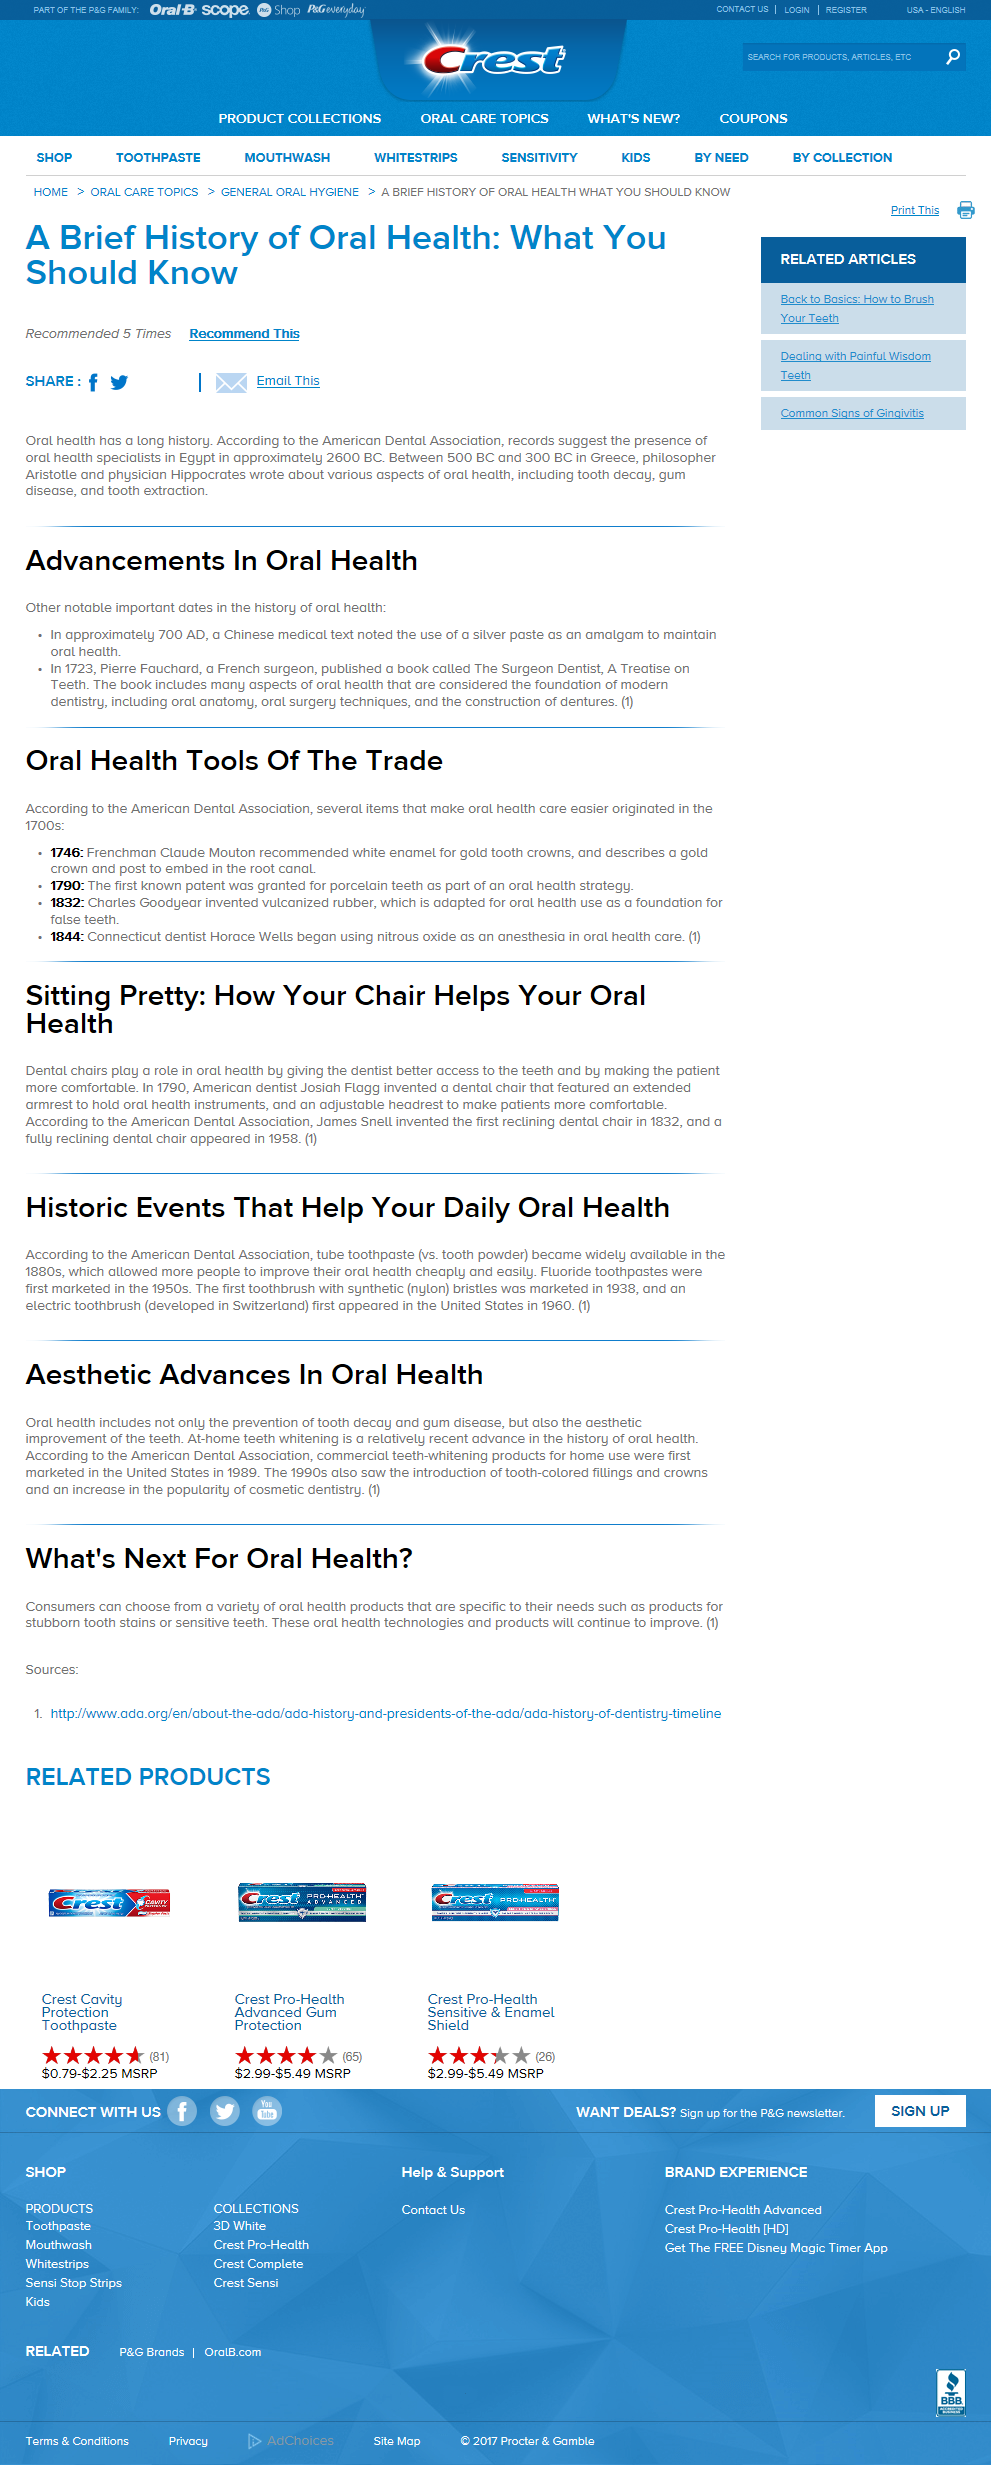 PART OF THE P&G FAMILY: Oral-B scope P&G Shop P&G everyday
CONTACT US | LOGIN | REGISTER USA - ENGLISH
Crest
SEARCH FOR PRODUCTS, ARTICLES, ETC
PRODUCT COLLECTIONS ORAL CARE TOPICS WHAT'S NEW? COUPONS
SHOP TOOTHPASTE MOUTHWASH WHITESTRIPS SENSITIVITY KIDS BY NEED BY COLLECTION
HOME > ORAL CARE TOPICS > GENERAL ORAL HYGIENE > A BRIEF HISTORY OF ORAL HEALTH WHAT YOU SHOULD KNOW
Print This
A Brief History of Oral Health: What You
Should Know
Recommended 5 Times Recommend This
SHARE : | Email This
RELATED ARTICLES
Back to Basics: How to Brush
Your Teeth
Dealing with Painful Wisdom
Teeth
Common Signs of Gingivitis
Oral health has a long history. According to the American Dental Association, records suggest the presence of
oral health specialists in Egypt in approximately 2600 BC. Between 500 BC and 300 BC in Greece, philosopher
Aristotle and physician Hippocrates wrote about various aspects of oral health, including tooth decay, gum
disease, and tooth extraction.
Advancements In Oral Health
Other notable important dates in the history of oral health:
• In approximately 700 AD, a Chinese medical text noted the use of a silver paste as an amalgam to maintain
oral health.
• In 1723, Pierre Fauchard, a French surgeon, published a book called The Surgeon Dentist, A Treatise on
Teeth. The book includes many aspects of oral health that are considered the foundation of modern
dentistry, including oral anatomy, oral surgery techniques, and the construction of dentures. (1)
Oral Health Tools Of The Trade
According to the American Dental Association, several items that make oral health care easier originated in the
1700s:
• 1746: Frenchman Claude Mouton recommended white enamel for gold tooth crowns, and describes a gold
crown and post to embed in the root canal.
• 1790: The first known patent was granted for porcelain teeth as part of an oral health strategy.
• 1832: Charles Goodyear invented vulcanized rubber, which is adapted for oral health use as a foundation for
false teeth.
• 1844: Connecticut dentist Horace Wells began using nitrous oxide as an anesthesia in oral health care. (1)
Sitting Pretty: How Your Chair Helps Your Oral
Health
Dental chairs play a role in oral health by giving the dentist better access to the teeth and by making the patient
more comfortable. In 1790, American dentist Josiah Flagg invented a dental chair that featured an extended
armrest to hold oral health instruments, and an adjustable headrest to make patients more comfortable.
According to the American Dental Association, James Snell invented the first reclining dental chair in 1832, and a
fully reclining dental chair appeared in 1958. (1)
Historic Events That Help Your Daily Oral Health
According to the American Dental Association, tube toothpaste (vs. tooth powder) became widely available in the
1880s, which allowed more people to improve their oral health cheaply and easily. Fluoride toothpastes were
first marketed in the 1950s. The first toothbrush with synthetic (nylon) bristles was marketed in 1938, and an
electric toothbrush (developed in Switzerland) first appeared in the United States in 1960. (1)
Aesthetic Advances In Oral Health
Oral health includes not only the prevention of tooth decay and gum disease, but also the aesthetic
improvement of the teeth. At-home teeth whitening is a relatively recent advance in the history of oral health.
According to the American Dental Association, commercial teeth-whitening products for home use were first
marketed in the United States in 1989. The 1990s also saw the introduction of tooth-colored fillings and crowns
and an increase in the popularity of cosmetic dentistry. (1)
What's Next For Oral Health?
Consumers can choose from a variety of oral health products that are specific to their needs such as products for
stubborn tooth stains or sensitive teeth. These oral health technologies and products will continue to improve. (1)
Sources:
1. http://www.ada.org/en/about-the-ada/ada-history-and-presidents-of-the-ada/ada-history-of-dentistry-timeline
RELATED PRODUCTS
Crest CAVITY
Crest PRO-HEALTH ADVANCED
Crest PRO-HEALTH
Crest Cavity
Protection
Toothpaste
(81)
$0.79-$2.25 MSRP
Crest Pro-Health
Advanced Gum
Protection
(65)
$2.99-$5.49 MSRP
Crest Pro-Health
Sensitive & Enamel
Shield
(26)
$2.99-$5.49 MSRP
CONNECT WITH US You Tube
WANT DEALS? Sign up for the P&G newsletter. SIGN UP
SHOP
PRODUCTS
Toothpaste
Mouthwash
Whitestrips
Sensi Stop Strips
Kids
COLLECTIONS
3D White
Crest Pro-Health
Crest Complete
Crest Sensi
Help & Support
Contact Us
BRAND EXPERIENCE
Crest Pro-Health Advanced
Crest Pro-Health [HD]
Get The FREE Disney Magic Timer App
RELATED P&G Brands | OralB.com
BBB
ACCREDITED
BUSINESS
Terms & Conditions Privacy AdChoices Site Map © 2017 Procter & Gamble